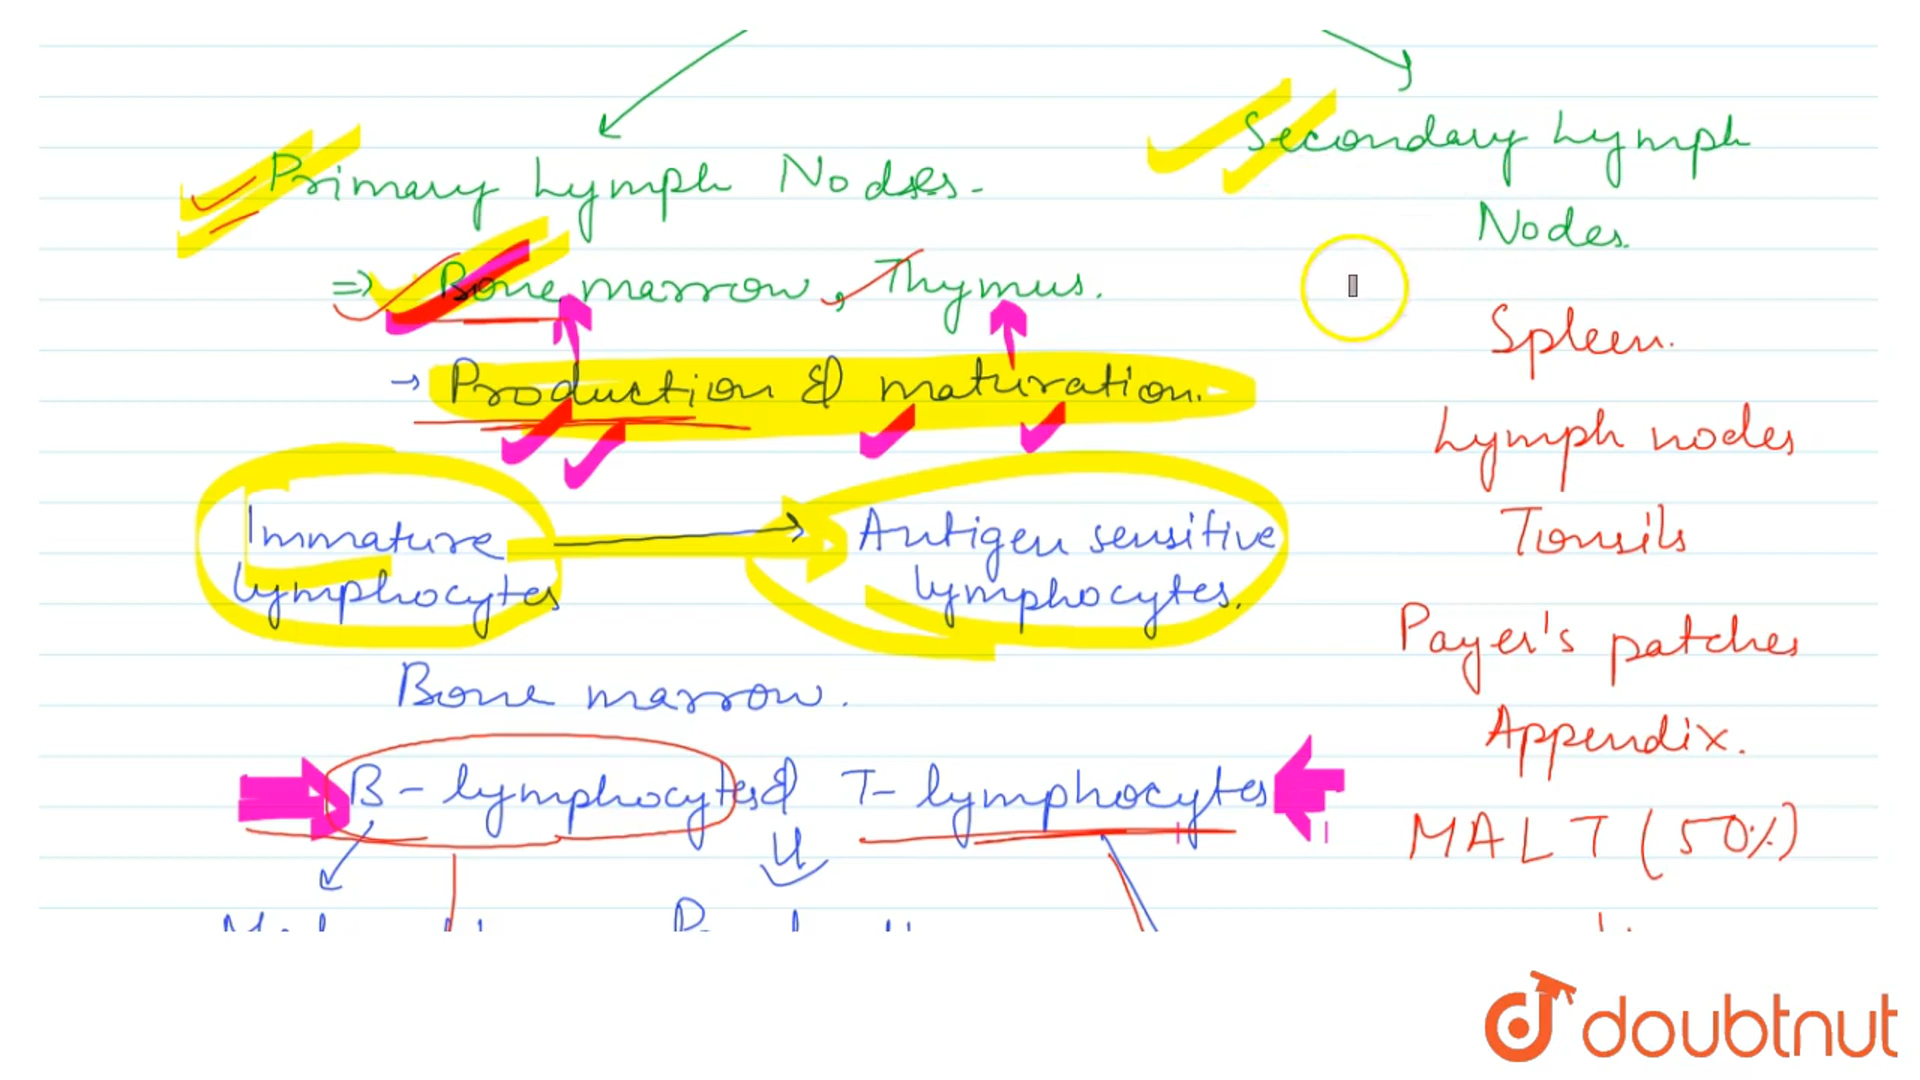 Primary Lymph Nodes.
=> Bone marrow, Thymus.
→ Production & maturation.
Immature → Antigen sensitive
lymphocytes lymphocytes.
Bone marrow.
B - lymphocytes & T- lymphocytes
Secondary Lymph
Nodes.
Spleen.
Lymph nodes
Tonsils
Payer's patches
Appendix.
MALT (50%)
doubtnut